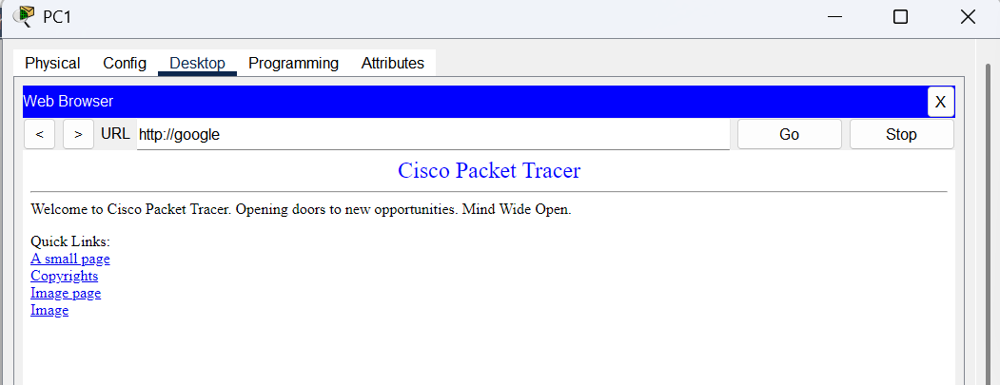 PC1
Physical Config Desktop Programming Attributes
Web Browser X
< > URL http://google Go Stop
Cisco Packet Tracer
Welcome to Cisco Packet Tracer. Opening doors to new opportunities. Mind Wide Open.
Quick Links:
A small page
Copyrights
Image page
Image